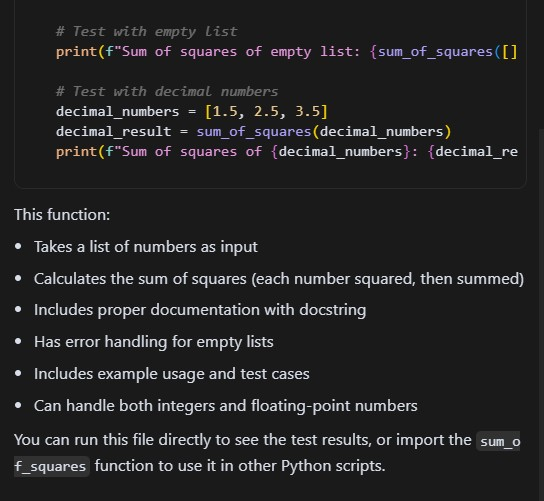 # Test with empty list
print(f"Sum of squares of empty list: {sum_of_squares([]
# Test with decimal numbers
decimal_numbers = [1.5, 2.5, 3.5]
decimal_result = sum_of_squares(decimal_numbers)
print(f"Sum of squares of {decimal_numbers}: {decimal_re
This function:
• Takes a list of numbers as input
• Calculates the sum of squares (each number squared, then summed)
• Includes proper documentation with docstring
• Has error handling for empty lists
• Includes example usage and test cases
• Can handle both integers and floating-point numbers
You can run this file directly to see the test results, or import the sum_o
f_squares function to use it in other Python scripts.